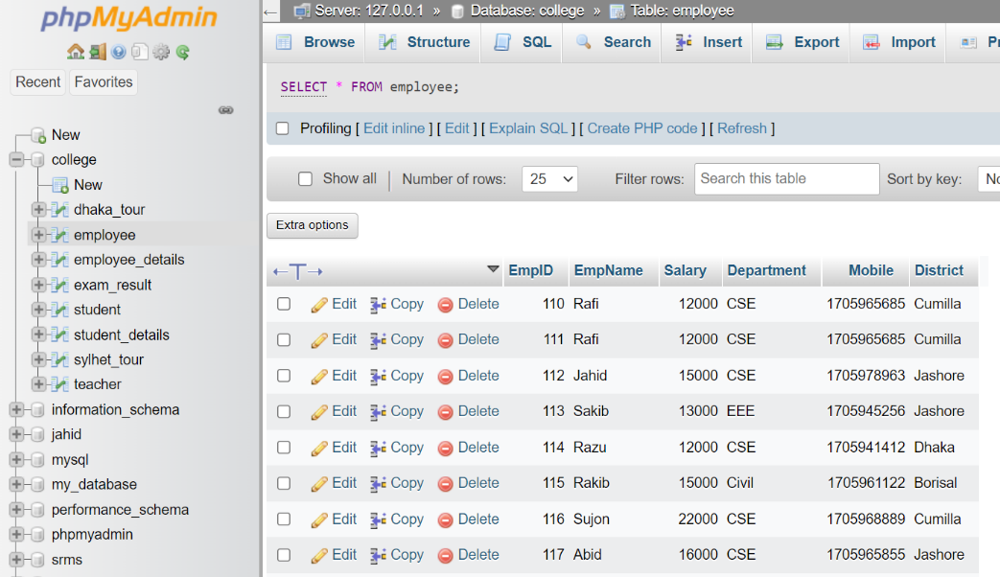 phpMyAdmin
Recent Favorites
New
college
New
dhaka_tour
employee
employee_details
exam_result
student
student_details
sylhet_tour
teacher
information_schema
jahid
mysql
my_database
performance_schema
phpmyadmin
srms
Server: 127.0.0.1 » Database: college » Table: employee
Browse Structure SQL Search Insert Export Import
SELECT * FROM employee;
Profiling [ Edit inline ] [ Edit ] [ Explain SQL ] [ Create PHP code ] [ Refresh ]
Show all Number of rows: 25 Filter rows: Search this table Sort by key:
Extra options
←T→ EmpID EmpName Salary Department Mobile District
Edit Copy Delete 110 Rafi 12000 CSE 1705965685 Cumilla
Edit Copy Delete 111 Rafi 12000 CSE 1705965685 Cumilla
Edit Copy Delete 112 Jahid 15000 CSE 1705978963 Jashore
Edit Copy Delete 113 Sakib 13000 EEE 1705945256 Jashore
Edit Copy Delete 114 Razu 12000 CSE 1705941412 Dhaka
Edit Copy Delete 115 Rakib 15000 Civil 1705961122 Borisal
Edit Copy Delete 116 Sujon 22000 CSE 1705968889 Cumilla
Edit Copy Delete 117 Abid 16000 CSE 1705965855 Jashore